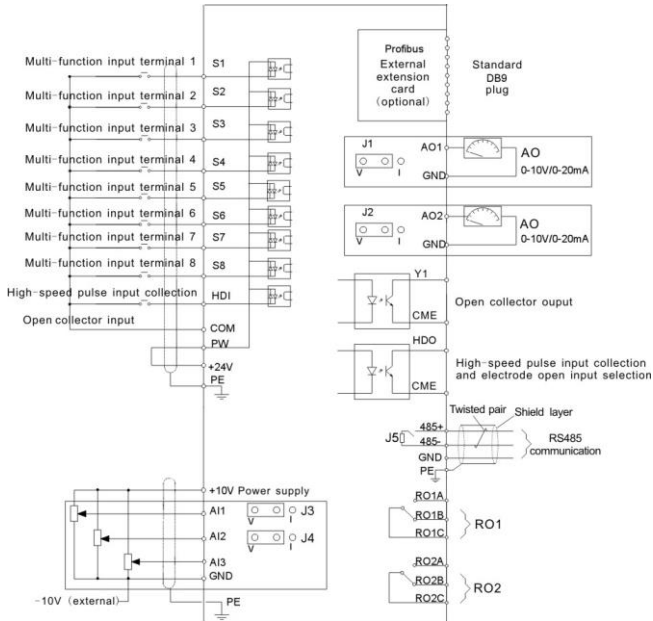 Multi-function input terminal 1 S1
Multi-function input terminal 2 S2
Multi-function input terminal 3 S3
Multi-function input terminal 4 S4
Multi-function input terminal 5 S5
Multi-function input terminal 6 S6
Multi-function input terminal 7 S7
Multi-function input terminal 8 S8
High-speed pulse input collection HDI
Open collector input
COM
PW
+24V
PE
+10V Power supply
AI1
V I J3
AI2
V I J4
AI3
GND
-10V (external)
PE
Profibus
External
extension
card
(optional)
Standard
DB9
plug
J1
V I
AO1
GND
AO
0-10V/0-20mA
J2
V I
AO2
GND
AO
0-10V/0-20mA
Y1
CME
Open collector ouput
HDO
CME
High-speed pulse input collection
and electrode open input selection
Twisted pair Shield layer
J5
485+
485-
GND
PE
RS485
communication
RO1A
RO1B
RO1C
RO1
RO2A
RO2B
RO2C
RO2